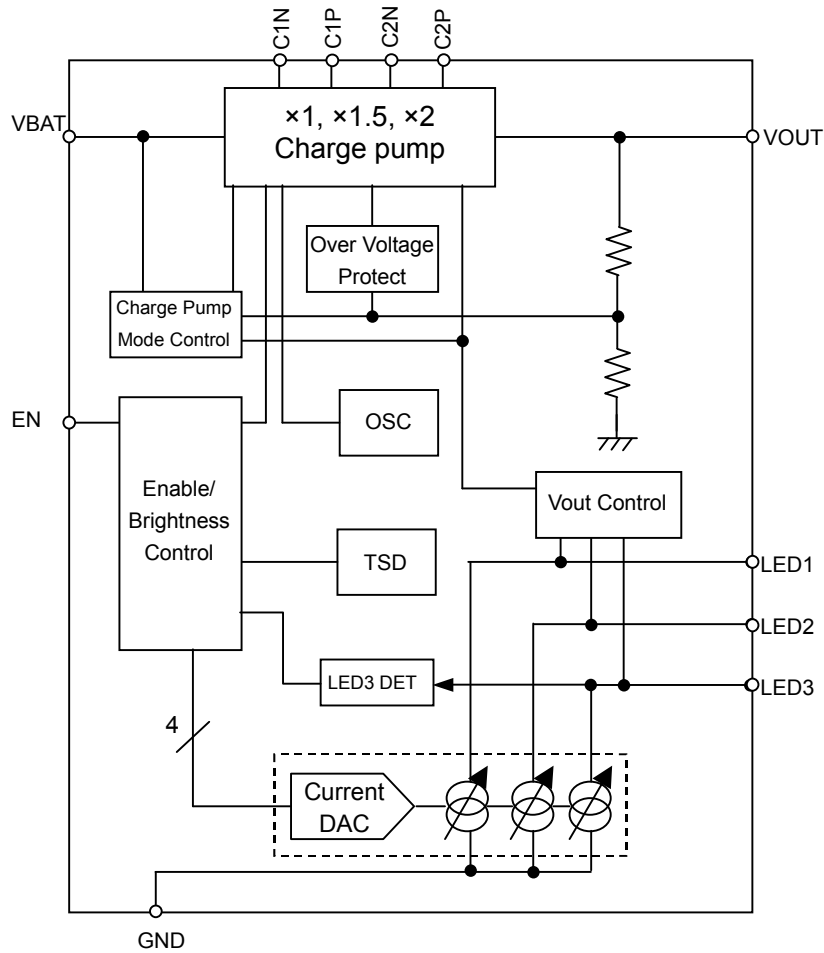 C1N
C1P
C2N
C2P
VBAT
×1, ×1.5, ×2
Charge pump
VOUT
Over Voltage
Protect
Charge Pump
Mode Control
EN
OSC
Enable/
Brightness
Control
Vout Control
TSD
LED1
LED2
LED3 DET
LED3
4
Current
DAC
GND